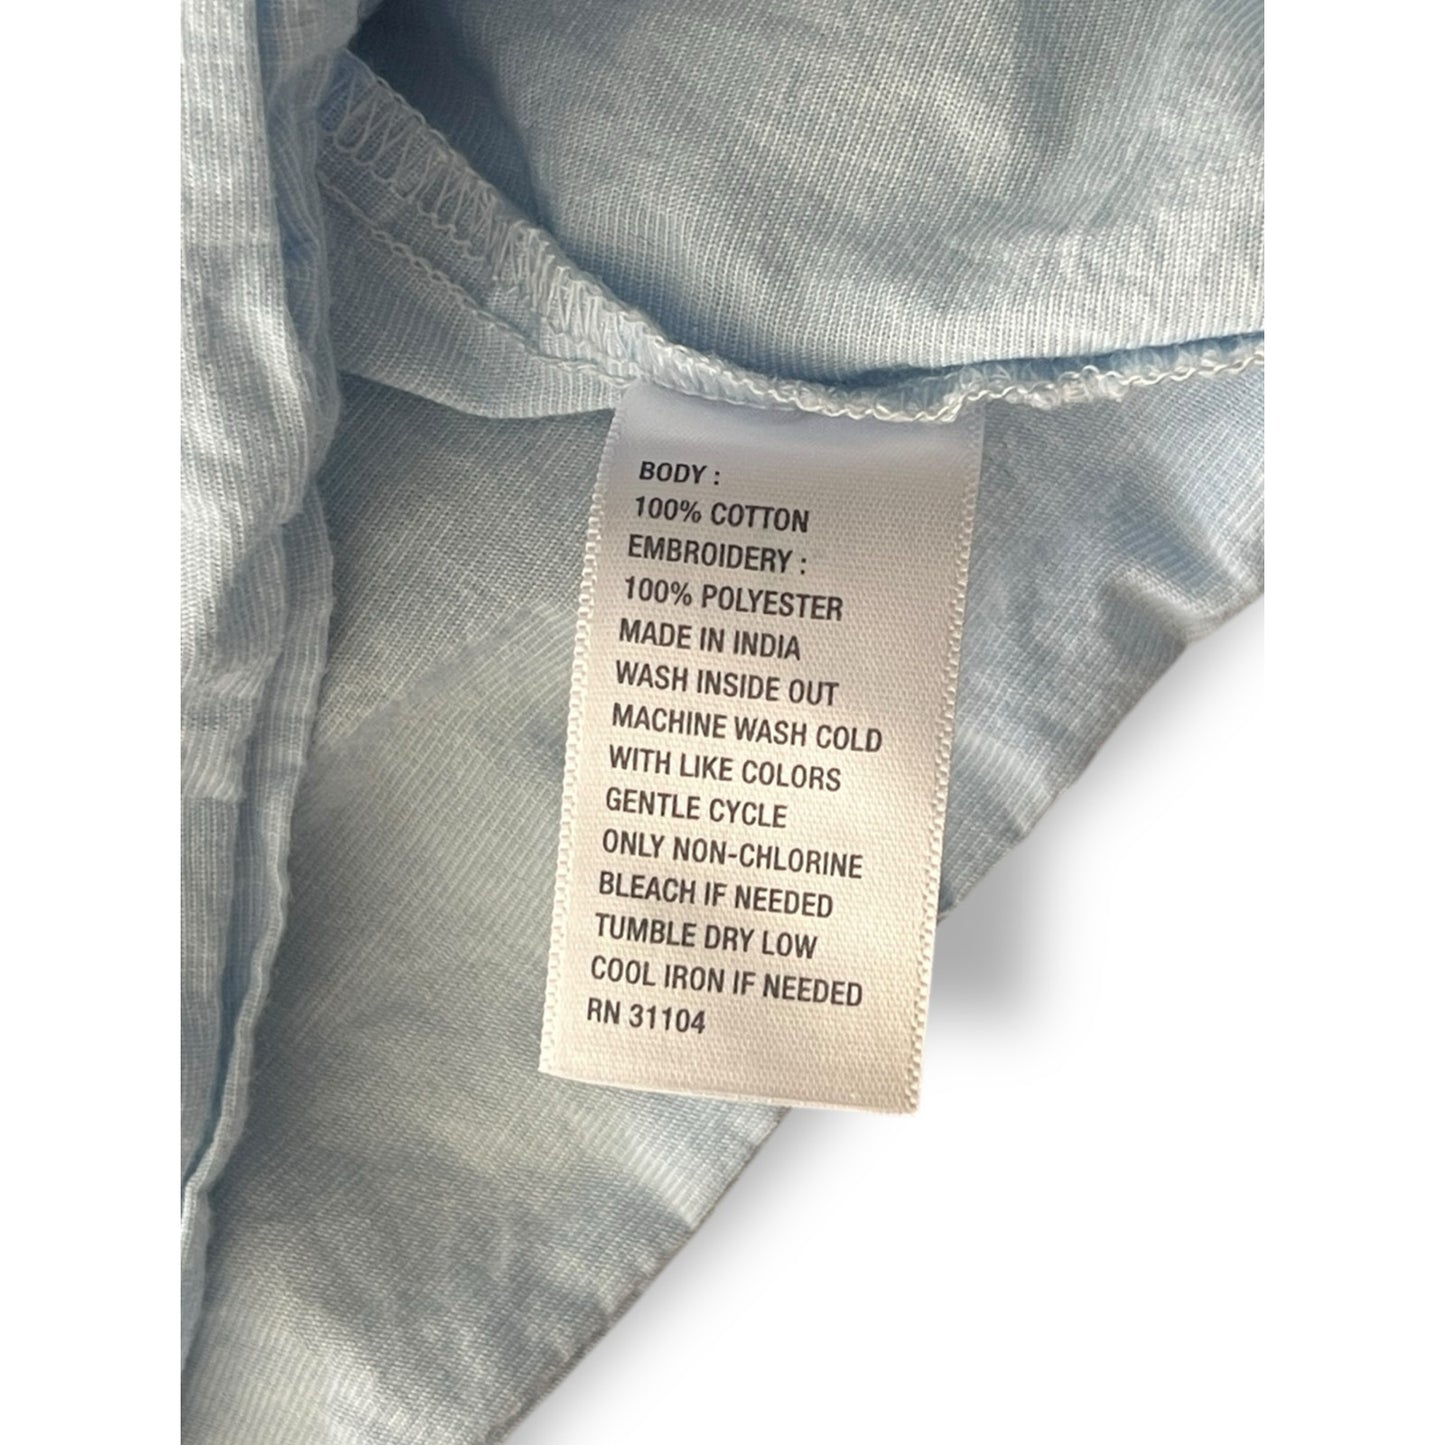 BODY :
100% COTTON
EMBROIDERY :
100% POLYESTER
MADE IN INDIA
WASH INSIDE OUT
MACHINE WASH COLD
WITH LIKE COLORS
GENTLE CYCLE
ONLY NON-CHLORINE
BLEACH IF NEEDED
TUMBLE DRY LOW
COOL IRON IF NEEDED
RN 31104